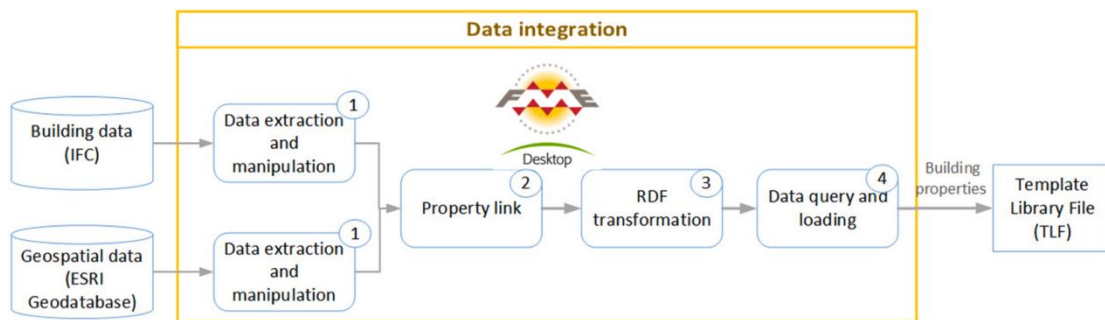 Data integration
Building data
(IFC)
1
Data extraction
and
manipulation
Geospatial data
(ESRI
Geodatabase)
1
Data extraction
and
manipulation
FME
Desktop
2
Property link
3
RDF
transformation
4
Data query and
loading
Building
properties
Template
Library File
(TLF)